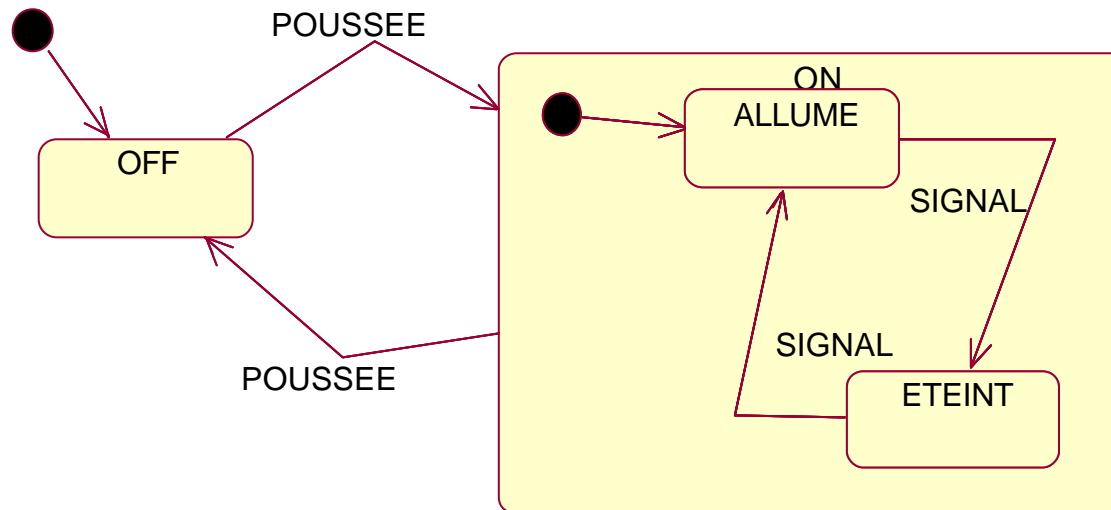 POUSSEE
ON
ALLUME
OFF
SIGNAL
SIGNAL
POUSSEE
ETEINT